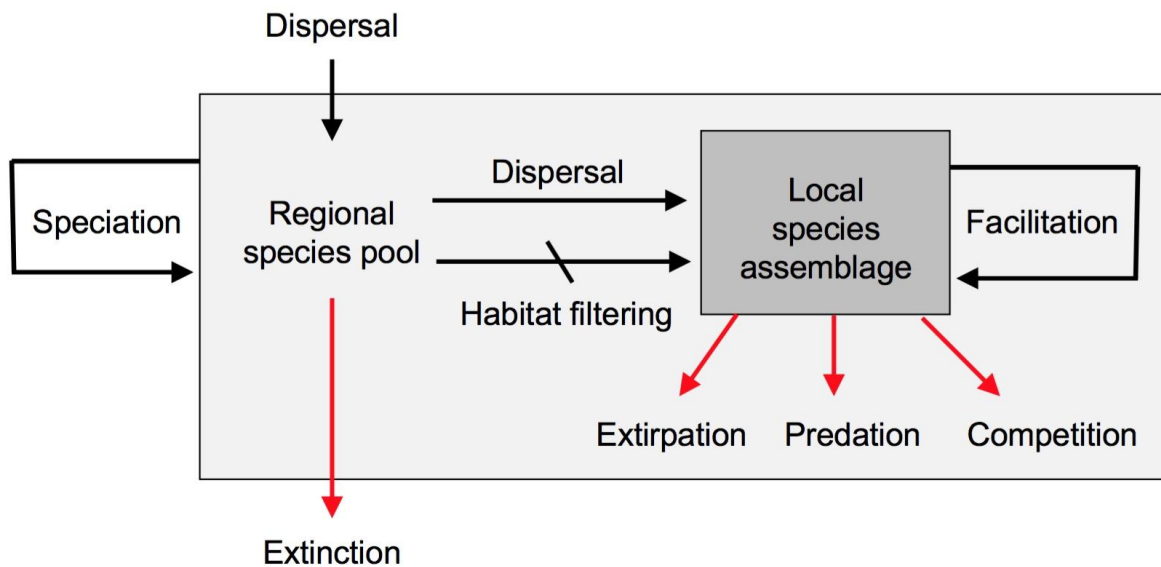 Dispersal
Speciation
Regional
species pool
Dispersal
Habitat filtering
Local
species
assemblage
Facilitation
Extirpation
Predation
Competition
Extinction